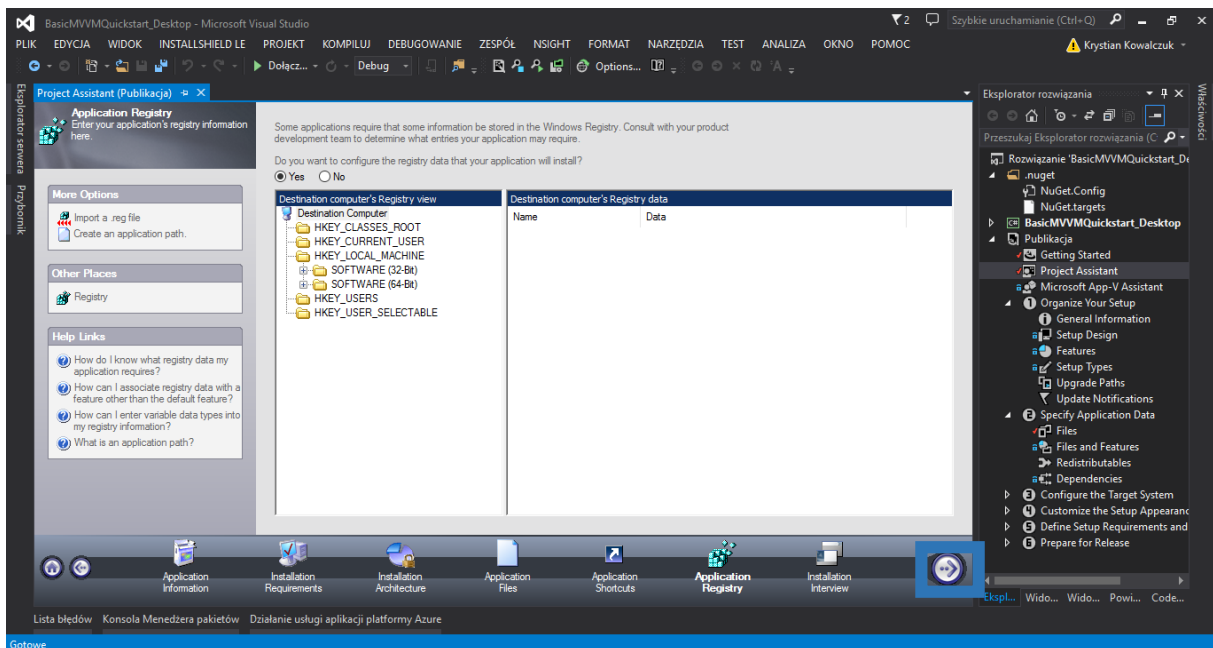 BasicMVVMQuickstart_Desktop - Microsoft Visual Studio
2
Szybkie uruchamianie (Ctrl+Q)
PLIK EDYCJA WIDOK INSTALLSHIELD LE PROJEKT KOMPILUJ DEBUGOWANIE ZESPÓŁ NSIGHT FORMAT NARZĘDZIA TEST ANALIZA OKNO POMOC
Krystian Kowalczuk
Dołącz... Debug Options...
Eksplorator serwera
Przybornik
Project Assistant (Publikacja)
Application Registry
Enter your application's registry information
here.
More Options
Import a .reg file
Create an application path.
Other Places
Registry
Help Links
How do I know what registry data my
application requires?
How can I associate registry data with a
feature other than the default feature?
How can I enter variable data types into
my registry information?
What is an application path?
Some applications require that some information be stored in the Windows Registry. Consult with your product
development team to determine what entries your application may require.
Do you want to configure the registry data that your application will install?
Yes No
Destination computer's Registry view
Destination Computer
HKEY_CLASSES_ROOT
HKEY_CURRENT_USER
HKEY_LOCAL_MACHINE
SOFTWARE (32-Bit)
SOFTWARE (64-Bit)
HKEY_USERS
HKEY_USER_SELECTABLE
Destination computer's Registry data
Name Data
Application
Information
Installation
Requirements
Installation
Architecture
Application
Files
Application
Shortcuts
Application
Registry
Installation
Interview
Eksplorator rozwiązania
Przeszukaj Eksplorator rozwiązania (C
Rozwiązanie 'BasicMVVMQuickstart_De
.nuget
NuGet.Config
NuGet.targets
BasicMVVMQuickstart_Desktop
Publikacja
Getting Started
Project Assistant
Microsoft App-V Assistant
1 Organize Your Setup
General Information
Setup Design
Features
Setup Types
Upgrade Paths
Update Notifications
2 Specify Application Data
Files
Files and Features
Redistributables
Dependencies
3 Configure the Target System
4 Customize the Setup Appearanc
5 Define Setup Requirements and
6 Prepare for Release
Ekspl... Wido... Wido... Powi... Code...
Właściwości
Lista błędów Konsola Menedżera pakietów Działanie usługi aplikacji platformy Azure
Gotowe